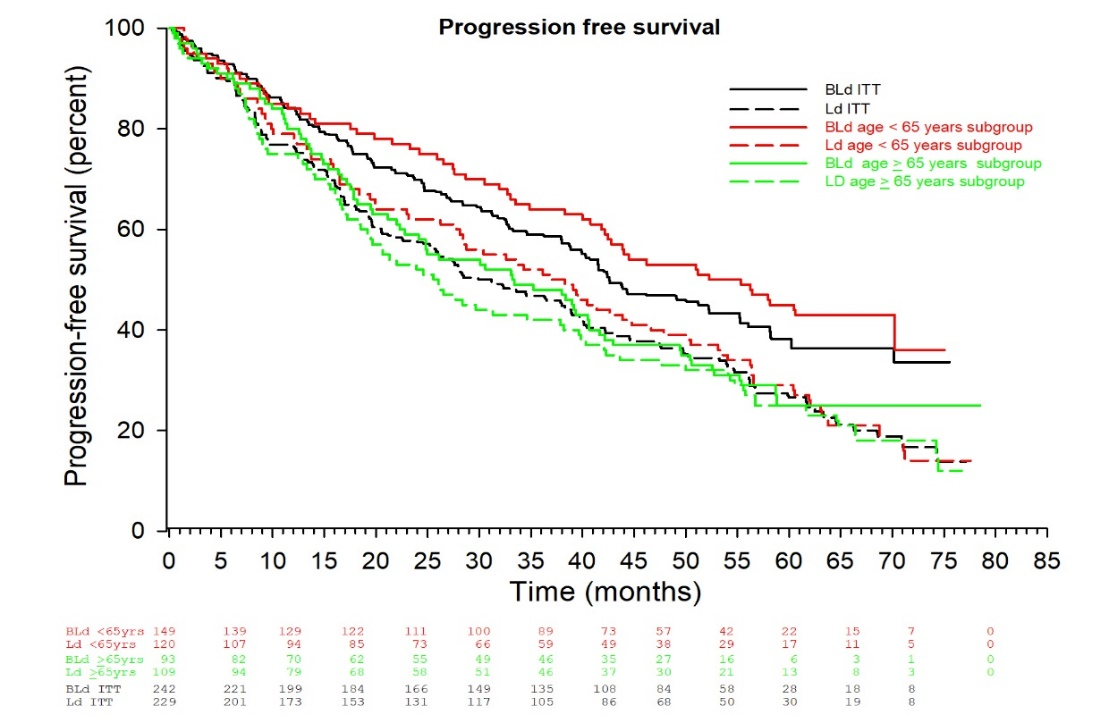 Progression free survival
Progression-free survival (percent)
100
80
60
40
20
0
BLd ITT
Ld ITT
BLd age < 65 years subgroup
Ld age < 65 years subgroup
BLd age ≥ 65 years subgroup
LD age ≥ 65 years subgroup
0 5 10 15 20 25 30 35 40 45 50 55 60 65 70 75 80 85
Time (months)
BLd <65yrs 149 139 129 122 111 100 89 73 57 42 22 15 7 0
Ld <65yrs 120 107 94 85 73 66 59 49 38 29 17 11 5 0
BLd ≥65yrs 93 82 70 62 55 49 46 35 27 16 6 3 1 0
Ld ≥65yrs 109 94 79 68 58 51 46 37 30 21 13 8 3 0
BLd ITT 242 221 199 184 166 149 135 108 84 58 28 18 8
Ld ITT 229 201 173 153 131 117 105 86 68 50 30 19 8